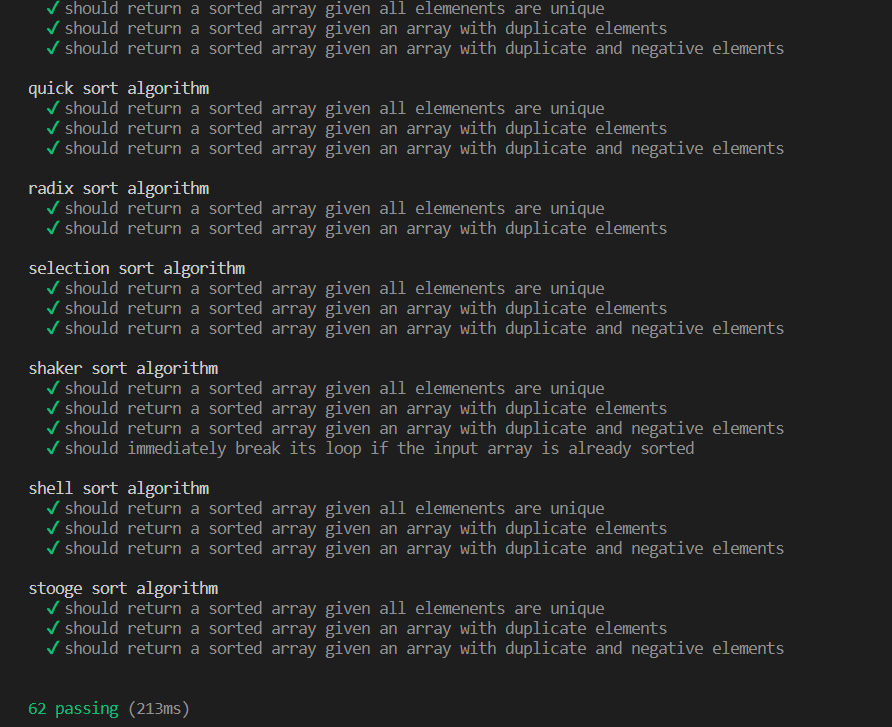 ✓ should return a sorted array given all elemenents are unique
✓ should return a sorted array given an array with duplicate elements
✓ should return a sorted array given an array with duplicate and negative elements
quick sort algorithm
✓ should return a sorted array given all elemenents are unique
✓ should return a sorted array given an array with duplicate elements
✓ should return a sorted array given an array with duplicate and negative elements
radix sort algorithm
✓ should return a sorted array given all elemenents are unique
✓ should return a sorted array given an array with duplicate elements
selection sort algorithm
✓ should return a sorted array given all elemenents are unique
✓ should return a sorted array given an array with duplicate elements
✓ should return a sorted array given an array with duplicate and negative elements
shaker sort algorithm
✓ should return a sorted array given all elemenents are unique
✓ should return a sorted array given an array with duplicate elements
✓ should return a sorted array given an array with duplicate and negative elements
✓ should immediately break its loop if the input array is already sorted
shell sort algorithm
✓ should return a sorted array given all elemenents are unique
✓ should return a sorted array given an array with duplicate elements
✓ should return a sorted array given an array with duplicate and negative elements
stooge sort algorithm
✓ should return a sorted array given all elemenents are unique
✓ should return a sorted array given an array with duplicate elements
✓ should return a sorted array given an array with duplicate and negative elements
62 passing (213ms)